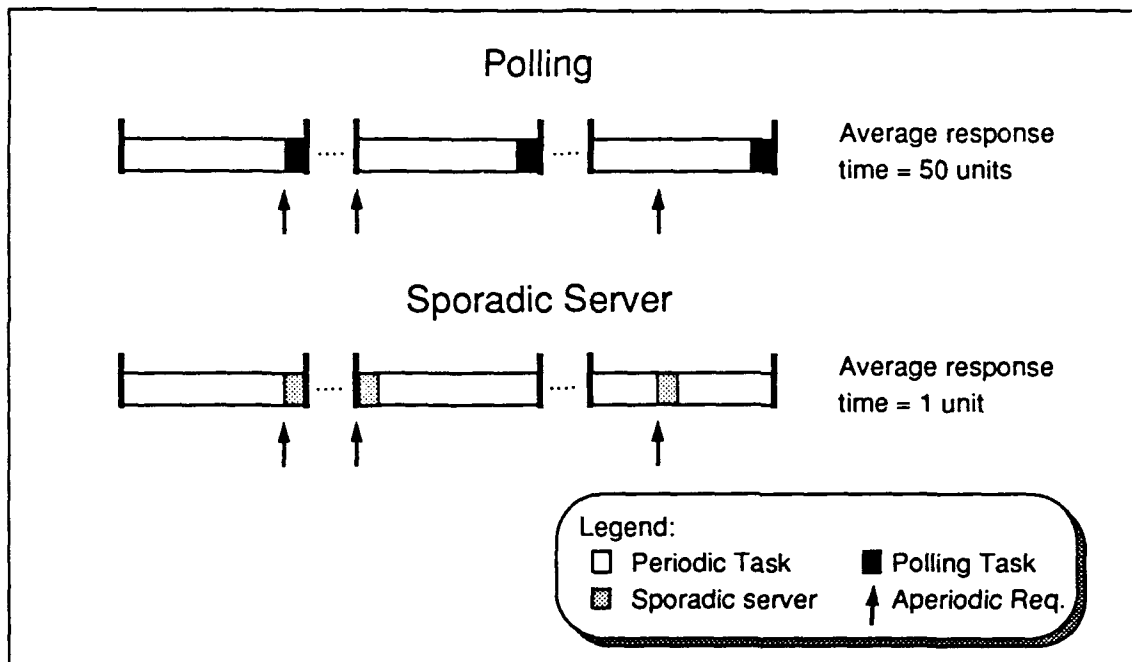 Polling
Average response
time = 50 units
Sporadic Server
Average response
time = 1 unit
Legend:
Periodic Task
Polling Task
Sporadic server
Aperiodic Req.